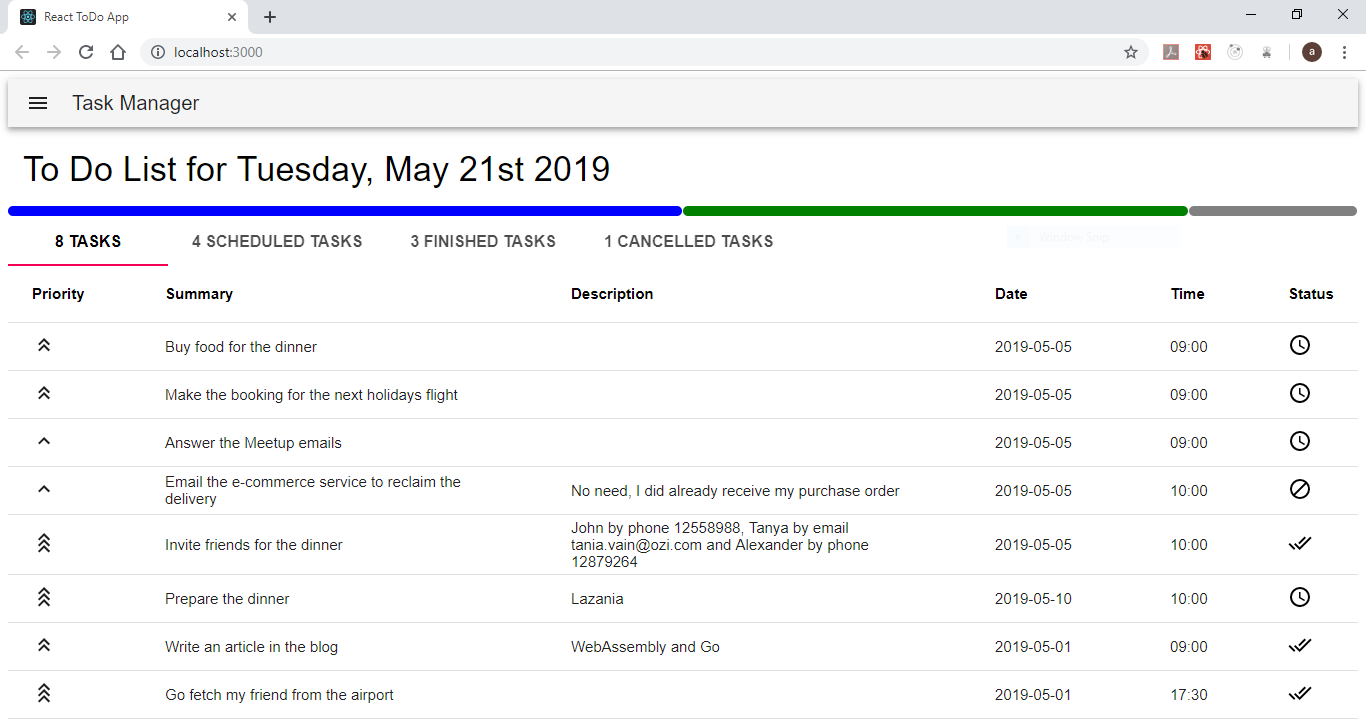 React ToDo App
localhost:3000
a
Task Manager
To Do List for Tuesday, May 21st 2019
8 TASKS 4 SCHEDULED TASKS 3 FINISHED TASKS 1 CANCELLED TASKS
Window Snip
Priority Summary Description Date Time Status
Buy food for the dinner 2019-05-05 09:00
Make the booking for the next holidays flight 2019-05-05 09:00
Answer the Meetup emails 2019-05-05 09:00
Email the e-commerce service to reclaim the
delivery No need, I did already receive my purchase order 2019-05-05 10:00
John by phone 12558988, Tanya by email
Invite friends for the dinner tania.vain@ozi.com and Alexander by phone 2019-05-05 10:00
12879264
Prepare the dinner Lazania 2019-05-10 10:00
Write an article in the blog WebAssembly and Go 2019-05-01 09:00
Go fetch my friend from the airport 2019-05-01 17:30